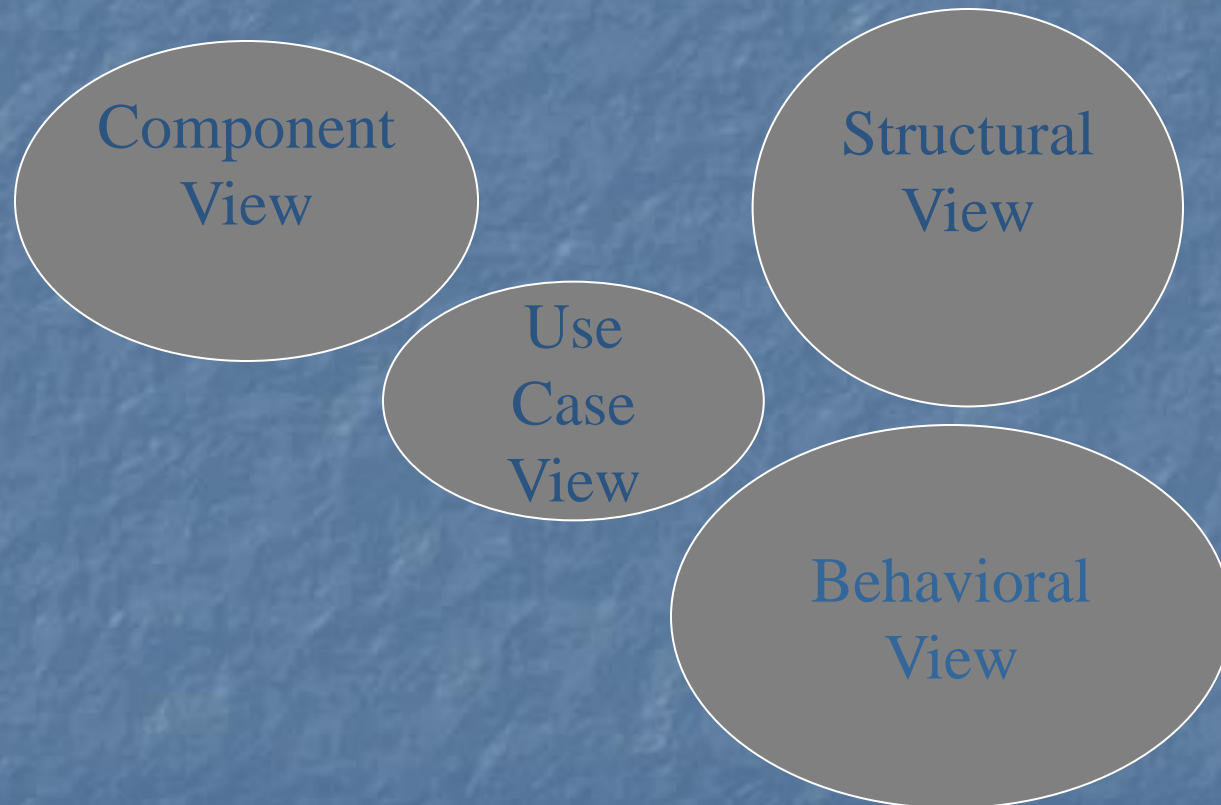 Component
View
Structural
View
Use
Case
View
Behavioral
View